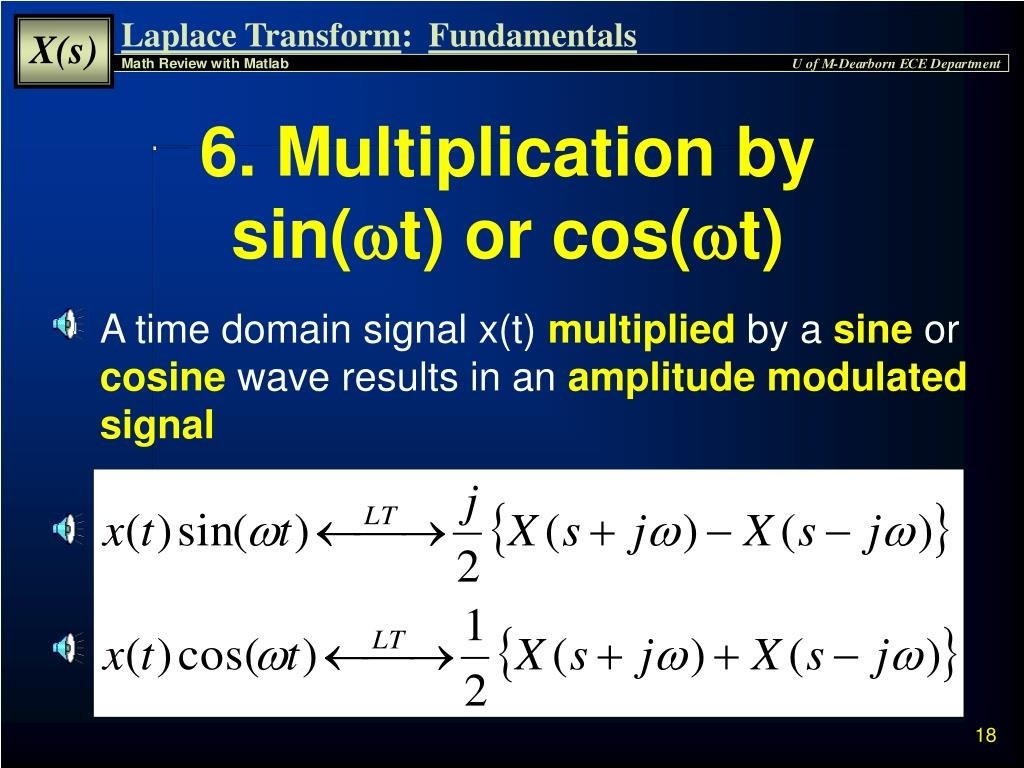 X(s)
Laplace Transform: Fundamentals
Math Review with Matlab
U of M-Dearborn ECE Department
6. Multiplication by
sin(ωt) or cos(ωt)
A time domain signal x(t) multiplied by a sine or
cosine wave results in an amplitude modulated
signal
x(t) sin(ωt) ⟷^{LT} \frac{j}{2} {X(s + jω) − X(s − jω)}
x(t) cos(ωt) ⟷^{LT} \frac{1}{2} {X(s + jω) + X(s − jω)}
18